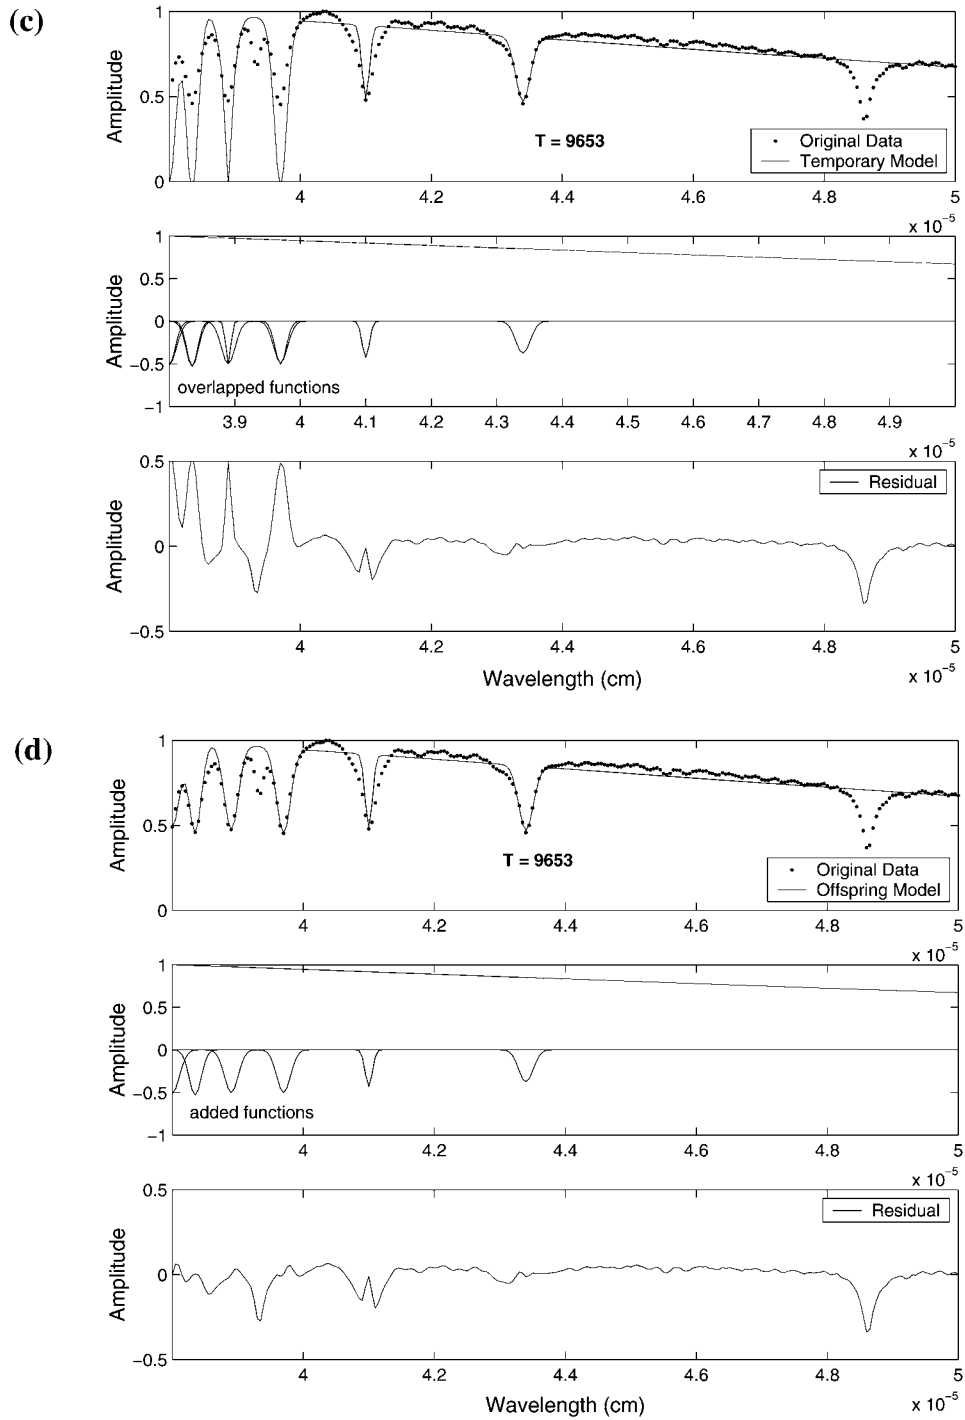 (c)
1
0.5
0
Amplitude
T = 9653
Original Data
Temporary Model
4
4.2
4.4
4.6
4.8
5
x 10⁻⁵
1
0.5
0
−0.5
−1
Amplitude
overlapped functions
3.9
4
4.1
4.2
4.3
4.4
4.5
4.6
4.7
4.8
4.9
x 10⁻⁵
0.5
0
−0.5
Amplitude
Residual
4
4.2
4.4
4.6
4.8
5
Wavelength (cm)
x 10⁻⁵
(d)
1
0.5
0
Amplitude
T = 9653
Original Data
Offspring Model
4
4.2
4.4
4.6
4.8
5
x 10⁻⁵
1
0.5
0
−0.5
−1
Amplitude
added functions
4
4.2
4.4
4.6
4.8
5
x 10⁻⁵
0.5
0
−0.5
Amplitude
Residual
4
4.2
4.4
4.6
4.8
5
Wavelength (cm)
x 10⁻⁵